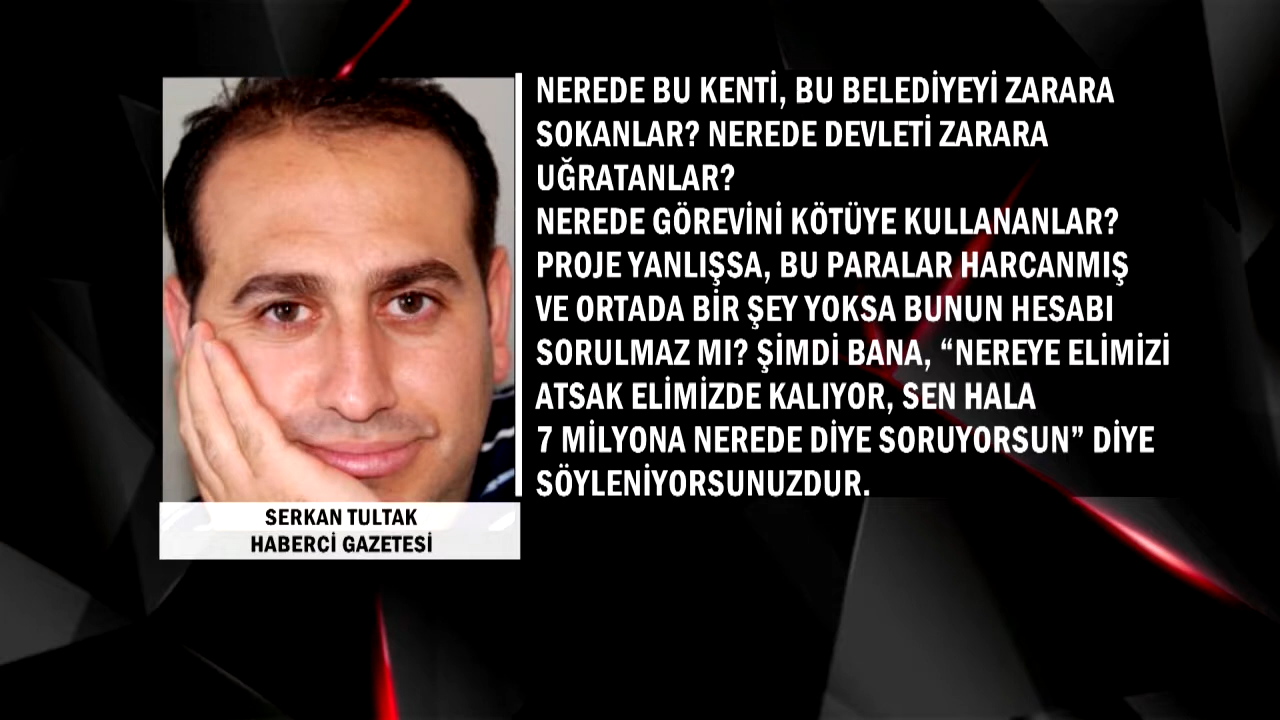 NEREDE BU KENTİ, BU BELEDİYEYİ ZARARA
SOKANLAR? NEREDE DEVLETİ ZARARA
UĞRATANLAR?
NEREDE GÖREVİNİ KÖTÜYE KULLANANLAR?
PROJE YANLIŞSA, BU PARALAR HARCANMIŞ
VE ORTADA BİR ŞEY YOKSA BUNUN HESABI
SORULMAZ MI? ŞİMDİ BANA, “NEREYE ELİMİZİ
ATSAK ELİMİZDE KALIYOR, SEN HALA
7 MİLYONA NEREDE DİYE SORUYORSUN” DİYE
SÖYLENİYORSUNUZDUR.
SERKAN TULTAK
HABERCİ GAZETESİ